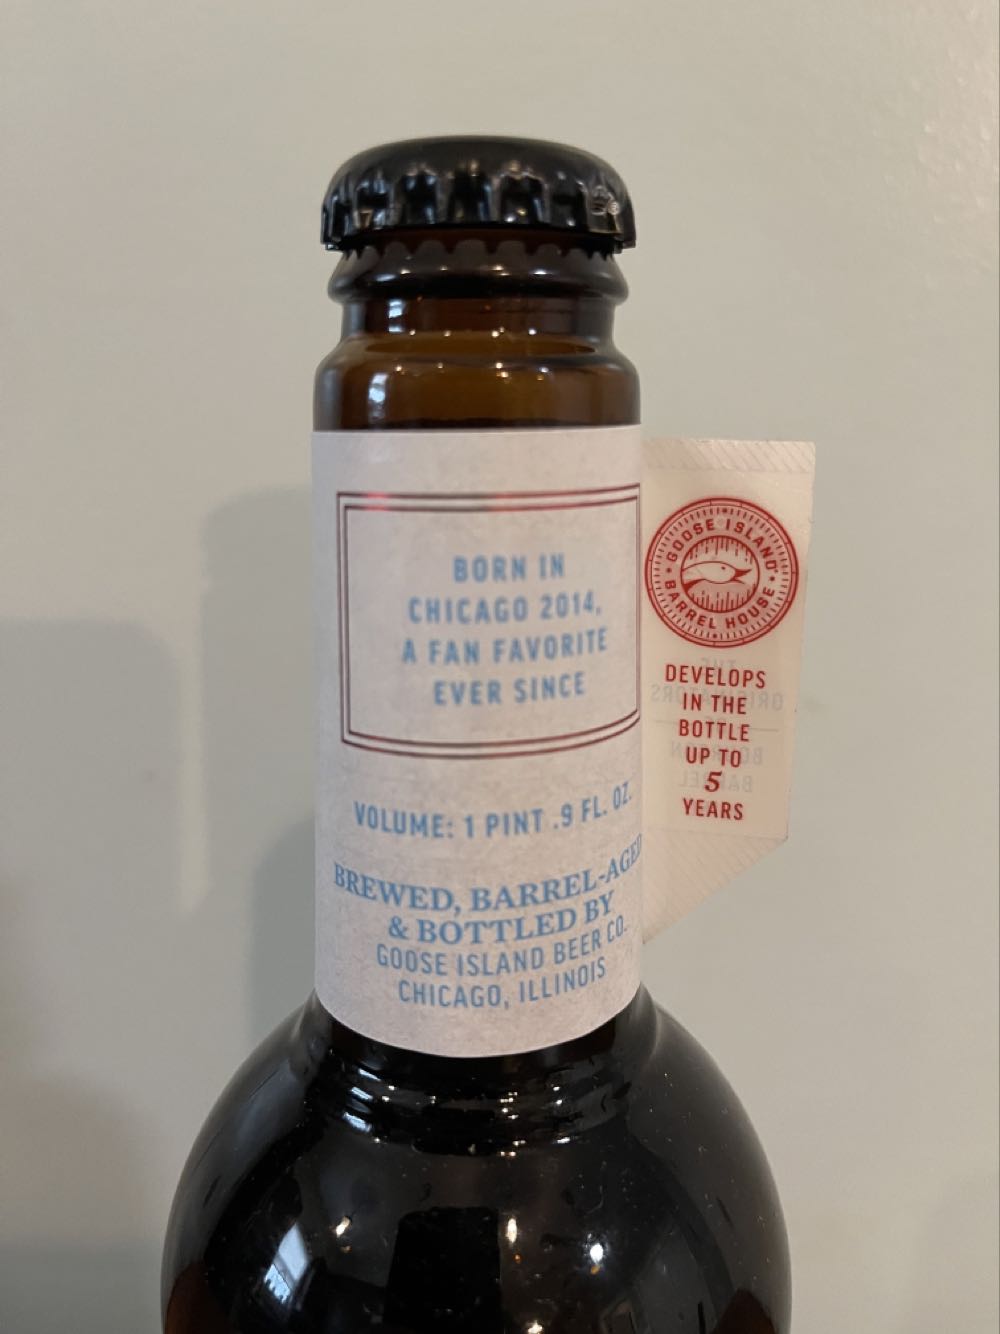 BORN IN
CHICAGO 2014,
A FAN FAVORITE
EVER SINCE
VOLUME: 1 PINT .9 FL. OZ.
BREWED, BARREL-AGED
& BOTTLED BY
GOOSE ISLAND BEER CO.
CHICAGO, ILLINOIS
GOOSE ISLAND
BARREL HOUSE
DEVELOPS
IN THE
BOTTLE
UP TO
5
YEARS